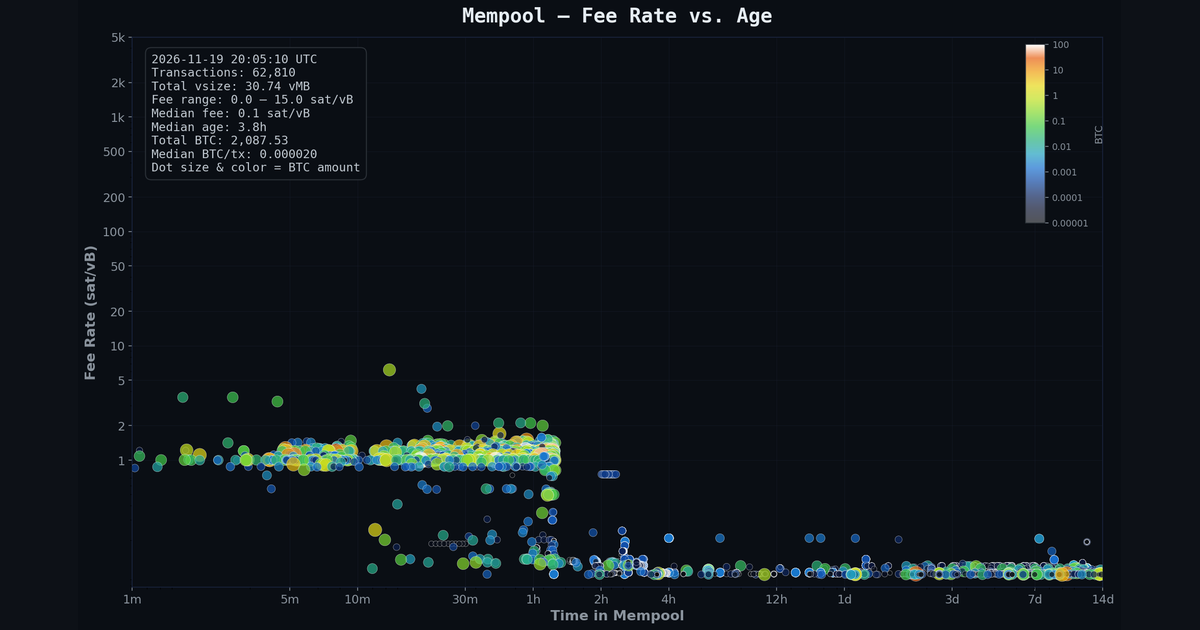 Mempool — Fee Rate vs. Age
2026-11-19 20:05:10 UTC
Transactions: 62,810
Total vsize: 30.74 vMB
Fee range: 0.0 – 15.0 sat/vB
Median fee: 0.1 sat/vB
Median age: 3.8h
Total BTC: 2,087.53
Median BTC/tx: 0.000020
Dot size & color = BTC amount
100
10
1
0.1
0.01
0.001
0.0001
0.00001
BTC
Fee Rate (sat/vB)
5k
2k
1k
500
200
100
50
20
10
5
2
1
1m 5m 10m 30m 1h 2h 4h 12h 1d 3d 7d 14d
Time in Mempool